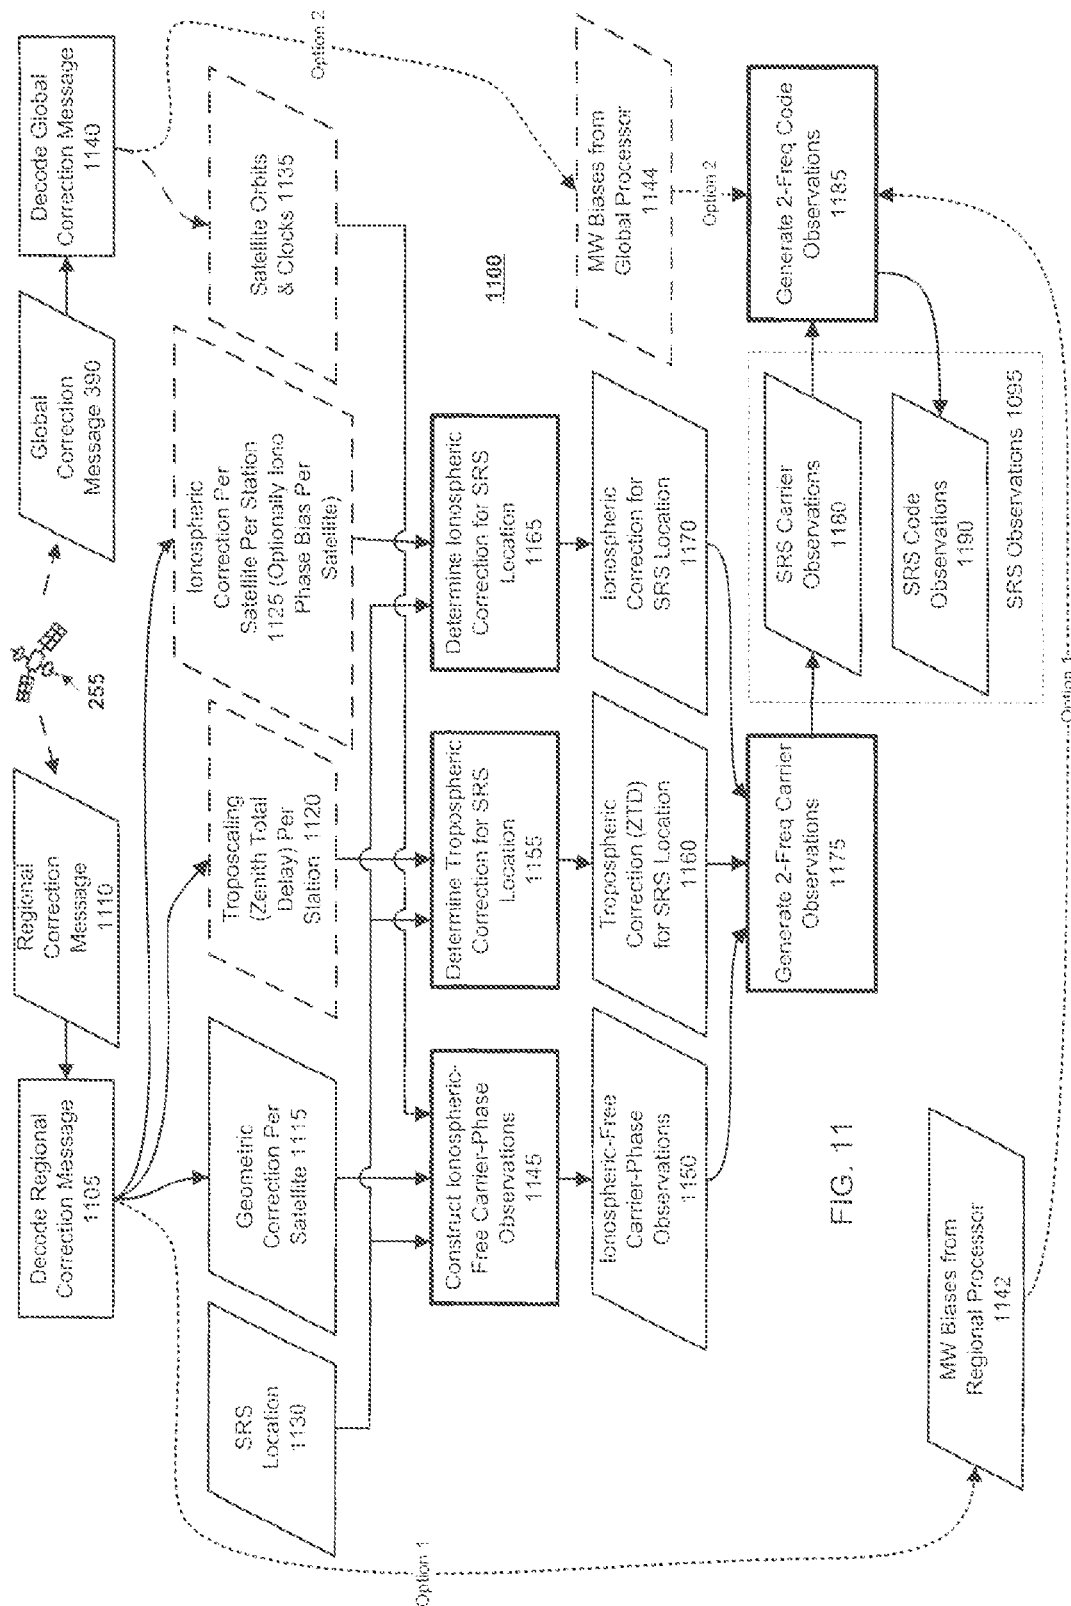 Decode Regional
Correction Message
1105
Regional
Correction
Message
1110
255
Global
Correction
Message 390
Decode Global
Correction Message
1140
SRS
Location
1130
Geometric
Correction Per
Satellite 1115
Troposcaling
(Zenith Total
Delay) Per
Station 1120
Ionospheric
Correction Per
Satellite Per Station
1125 (Optionally Iono
Phase Bias Per
Satellite)
Satellite Orbits
& Clocks 1135
Option 2
Option 1
1100
Construct Ionospheric-
Free Carrier-Phase
Observations
1145
Determine Tropospheric
Correction for SRS
Location
1155
Determine Ionospheric
Correction for SRS
Location
1165
Ionospheric-Free
Carrier-Phase
Observations
1150
Tropospheric
Correction (ZTD)
for SRS Location
1160
Ionospheric
Correction for
SRS Location
1170
MW Biases from
Global Processor
1144
Option 2
Generate 2-Freq Carrier
Observations
1175
SRS Carrier
Observations
1180
Generate 2-Freq Code
Observations
1185
SRS Code
Observations
1190
SRS Observations 1095
FIG. 11
MW Biases from
Regional Processor
1142
Option 1